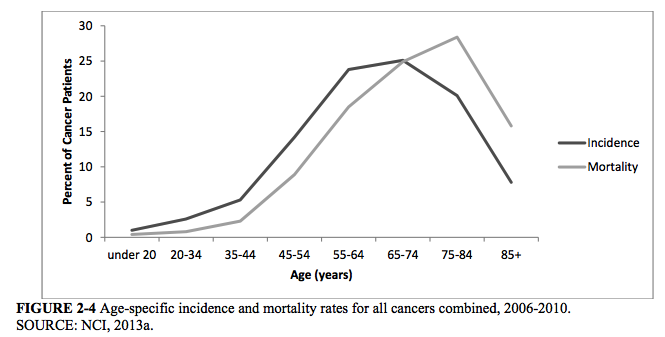 30
25
20
15
10
5
0
Percent of Cancer Patients
Incidence
Mortality
under 20 20-34 35-44 45-54 55-64 65-74 75-84 85+
Age (years)
FIGURE 2-4 Age-specific incidence and mortality rates for all cancers combined, 2006-2010.
SOURCE: NCI, 2013a.